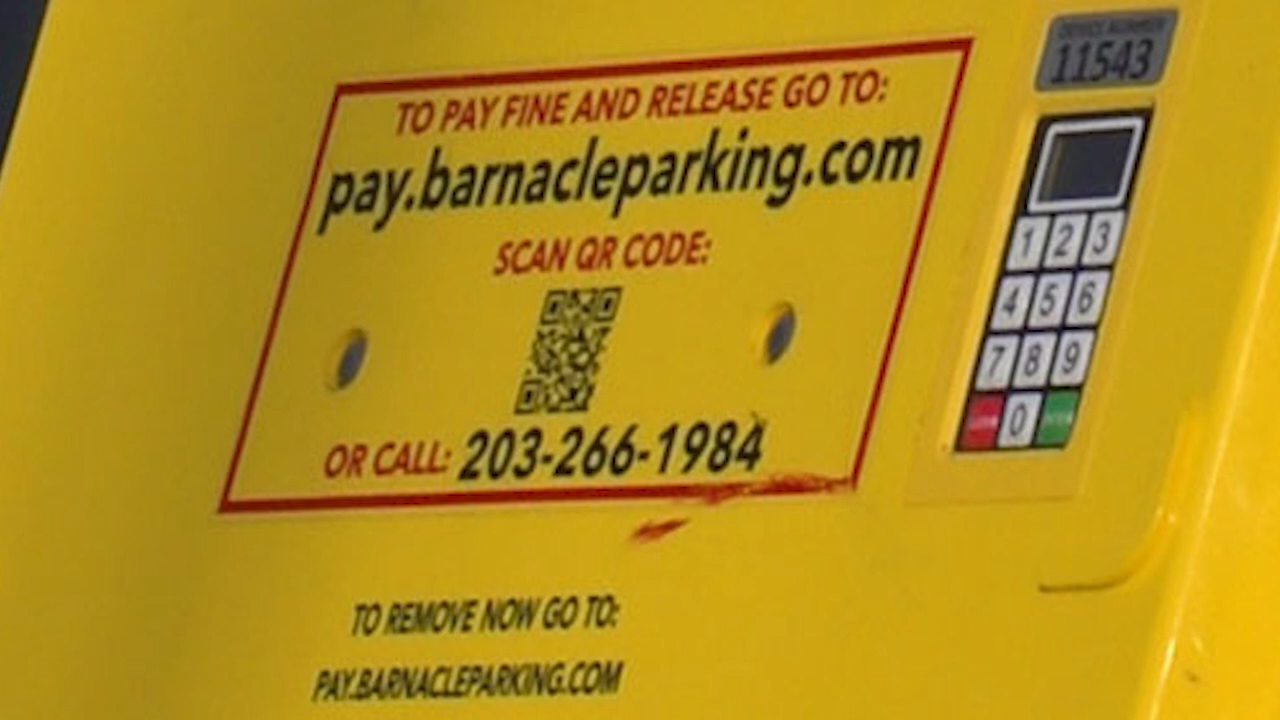 TO PAY FINE AND RELEASE GO TO:
pay.barnacleparking.com
SCAN QR CODE:
OR CALL: 203-266-1984
DEVICE NUMBER
11543
1 2 3
4 5 6
7 8 9
0
TO REMOVE NOW GO TO:
PAY.BARNACLEPARKING.COM